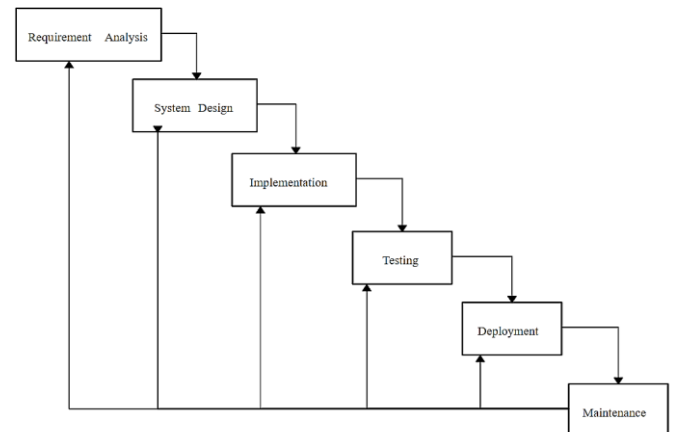 Requirement Analysis
System Design
Implementation
Testing
Deployment
Maintenance